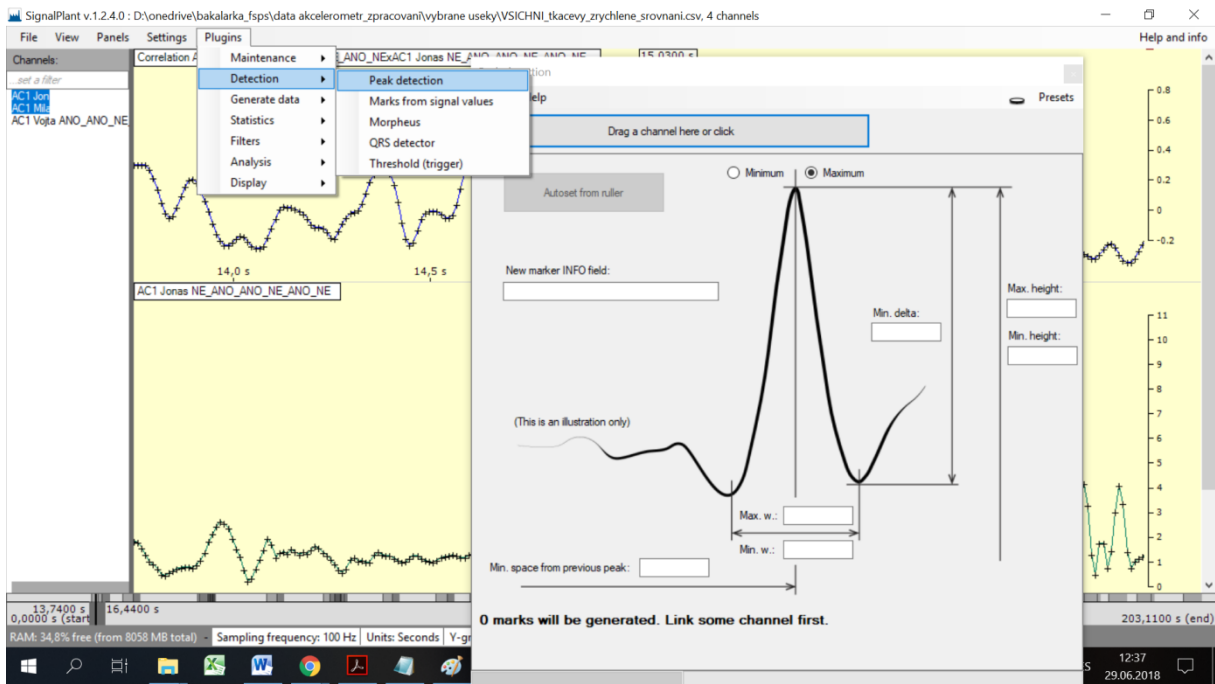 SignalPlant v.1.2.4.0 : D:\onedrive\bakalarka_fsps\data akcelerometr_zpracovani\vybrane useky\VSICHNI_tkacevy_zrychlene_srovnani.csv, 4 channels
File View Panels Settings Plugins Help and info
Channels:
...set a filter
AC1 Jon
AC1 Mila
AC1 Vojta ANO_ANO_NE
Maintenance
Detection
Generate data
Statistics
Filters
Analysis
Display
Peak detection
Marks from signal values
Morpheus
QRS detector
Threshold (trigger)
Correlation
15,0300 s
elp
Presets
Drag a channel here or click
Autoset from ruller
Minimum
Maximum
New marker INFO field:
Max. height:
Min. delta:
Min. height:
(This is an illustration only)
Max. w.:
Min. w.:
Min. space from previous peak:
0 marks will be generated. Link some channel first.
0.8
0.6
0.4
0.2
0
-0.2
14,0 s
14,5 s
AC1 Jonas NE_ANO_ANO_NE_ANO_NE
11
10
9
8
7
6
5
4
3
2
1
0
13,7400 s
16,4400 s
0,0000 s (start
203,1100 s (end)
RAM: 34,8% free (from 8058 MB total) - Sampling frequency: 100 Hz Units: Seconds Y-gr
12:37
29.06.2018